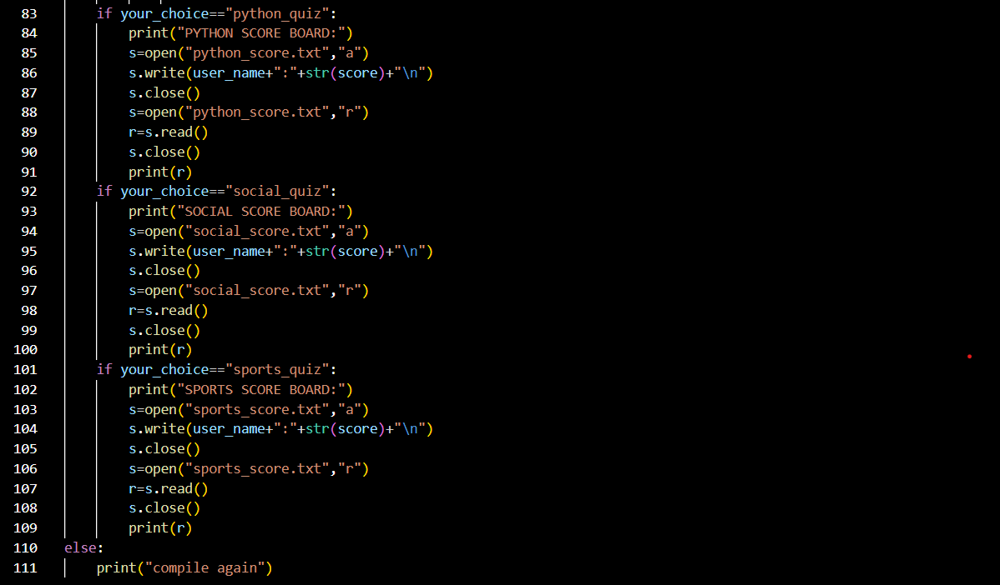 83 if your_choice=="python_quiz":
84 print("PYTHON SCORE BOARD:")
85 s=open("python_score.txt","a")
86 s.write(user_name+":"+str(score)+"\n")
87 s.close()
88 s=open("python_score.txt","r")
89 r=s.read()
90 s.close()
91 print(r)
92 if your_choice=="social_quiz":
93 print("SOCIAL SCORE BOARD:")
94 s=open("social_score.txt","a")
95 s.write(user_name+":"+str(score)+"\n")
96 s.close()
97 s=open("social_score.txt","r")
98 r=s.read()
99 s.close()
100 print(r)
101 if your_choice=="sports_quiz":
102 print("SPORTS SCORE BOARD:")
103 s=open("sports_score.txt","a")
104 s.write(user_name+":"+str(score)+"\n")
105 s.close()
106 s=open("sports_score.txt","r")
107 r=s.read()
108 s.close()
109 print(r)
110 else:
111 print("compile again")